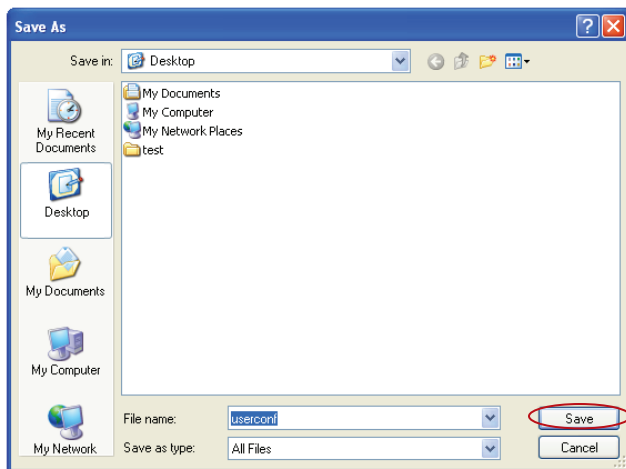 Save As
Save in:
Desktop
My Recent
Documents
Desktop
My Documents
My Computer
My Network
My Documents
My Computer
My Network Places
test
File name:
userconf
Save
Save as type:
All Files
Cancel